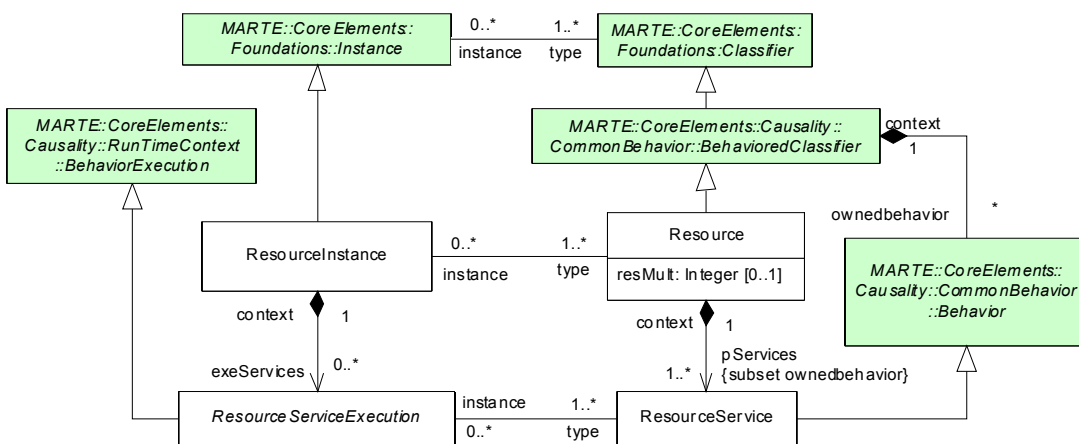 MARTE::CoreElements::
Foundations::Instance
0..*
1..*
instance
type
MARTE::CoreElements::
Foundations::Classifier
MARTE::CoreElements::
Causality::RunTimeContext
::BehaviorExecution
MARTE::CoreElements::Causality::
CommonBehavior::BehavioredClassifier
context
1
ownedbehavior
*
ResourceInstance
0..*
1..*
instance
type
Resource
resMult: Integer [0..1]
MARTE::CoreElements::
Causality::CommonBehavior
::Behavior
context
1
context
1
exeServices
0..*
pServices
1..*
{subset ownedbehavior}
ResourceServiceExecution
instance
1..*
0..*
type
ResourceService